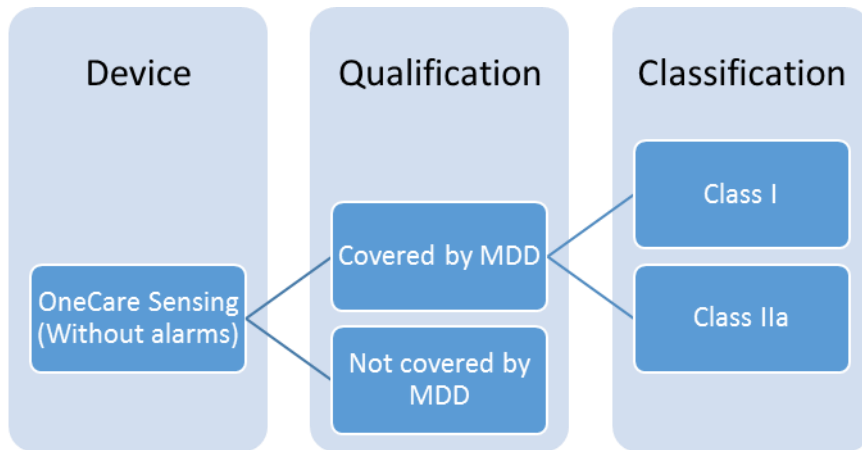 Device
Qualification
Classification
Class I
Covered by MDD
OneCare Sensing
(Without alarms)
Class IIa
Not covered by
MDD